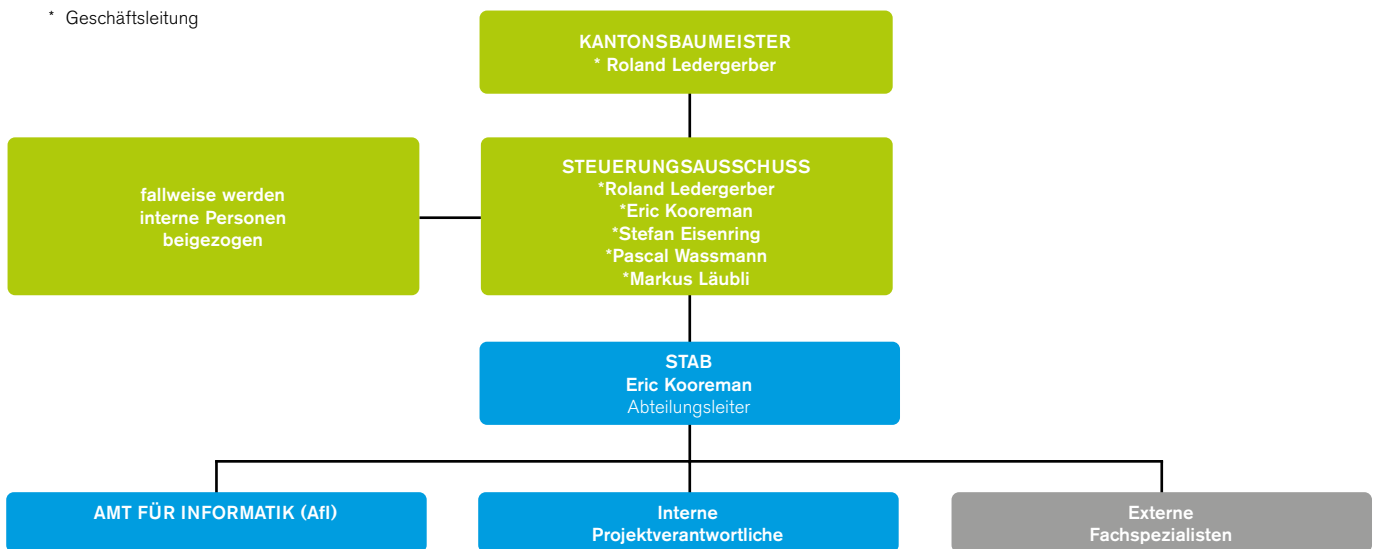 * Geschäftsleitung
KANTONSBAUMEISTER
* Roland Ledergerber
fallweise werden
interne Personen
beigezogen
STEUERUNGSAUSSCHUSS
*Roland Ledergerber
*Eric Kooreman
*Stefan Eisenring
*Pascal Wassmann
*Markus Läubli
STAB
Eric Kooreman
Abteilungsleiter
AMT FÜR INFORMATIK (AfI)
Interne
Projektverantwortliche
Externe
Fachspezialisten